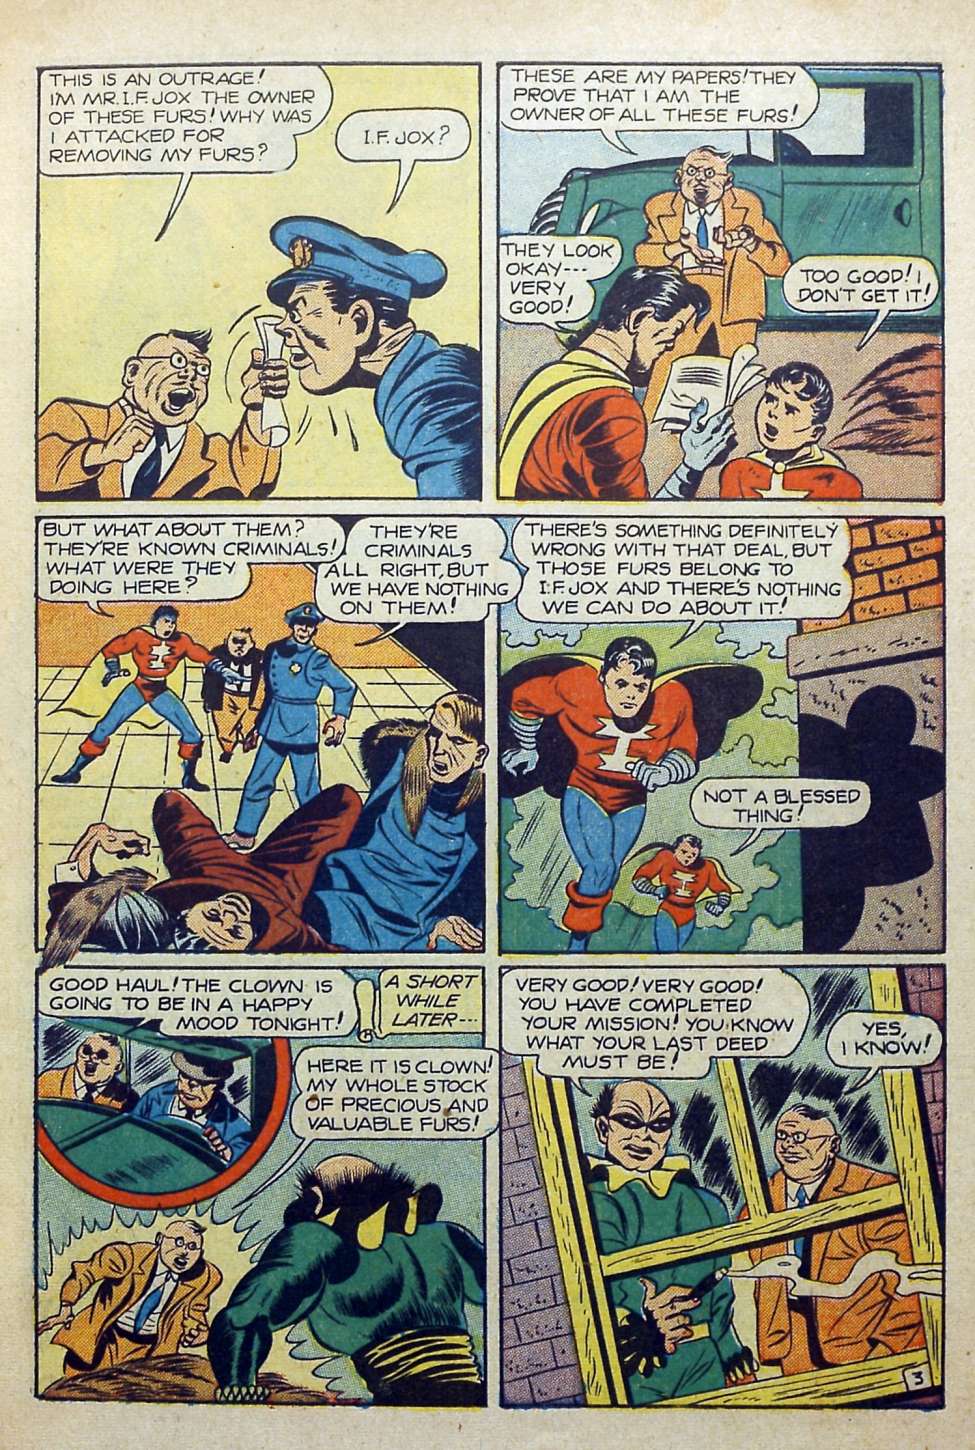 THIS IS AN OUTRAGE!
I'M MR. I.F. JOX THE OWNER
OF THESE FURS! WHY WAS
I ATTACKED FOR
REMOVING MY FURS?
I.F. JOX?
THESE ARE MY PAPERS! THEY
PROVE THAT I AM THE
OWNER OF ALL THESE FURS!
THEY LOOK
OKAY---
VERY
GOOD!
TOO GOOD! I
DON'T GET IT!
BUT WHAT ABOUT THEM?
THEY'RE KNOWN CRIMINALS!
WHAT WERE THEY
DOING HERE?
THEY'RE
CRIMINALS
ALL RIGHT, BUT
WE HAVE NOTHING
ON THEM!
THERE'S SOMETHING DEFINITELY
WRONG WITH THAT DEAL, BUT
THOSE FURS BELONG TO
I.F. JOX AND THERE'S NOTHING
WE CAN DO ABOUT IT!
NOT A BLESSED
THING!
GOOD HAUL! THE CLOWN IS
GOING TO BE IN A HAPPY
MOOD TONIGHT!
A SHORT
WHILE
LATER---
HERE IT IS CLOWN!
MY WHOLE STOCK
OF PRECIOUS AND
VALUABLE FURS!
VERY GOOD! VERY GOOD!
YOU HAVE COMPLETED
YOUR MISSION! YOU KNOW
WHAT YOUR LAST DEED
MUST BE!
YES,
I KNOW!
3